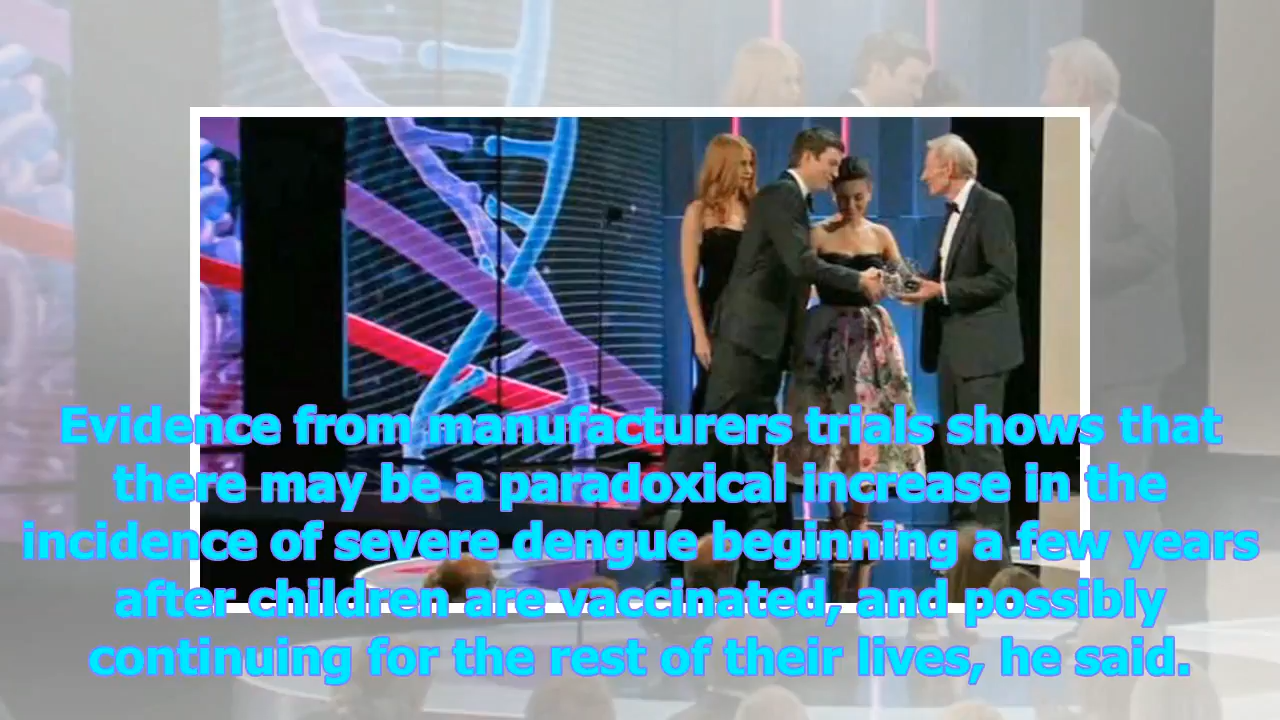 Evidence from manufacturers trials shows that
there may be a paradoxical increase in the
incidence of severe dengue beginning a few years
after children are vaccinated, and possibly
continuing for the rest of their lives, he said.